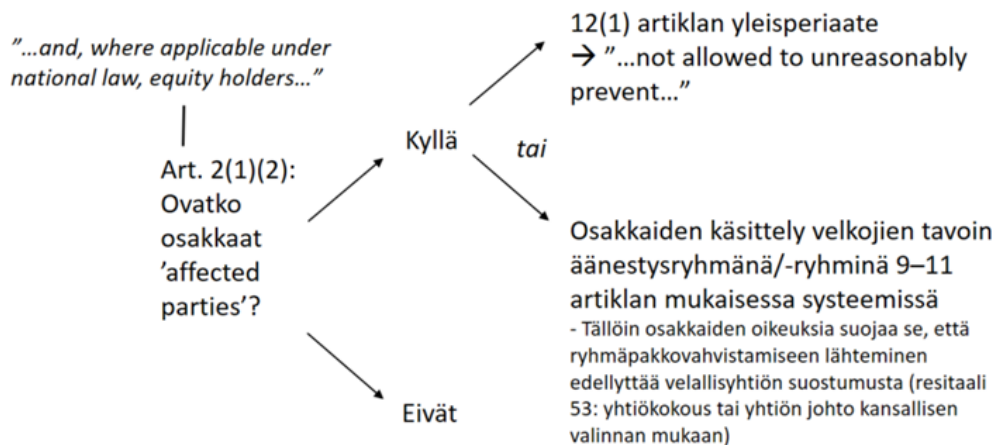 ”…and, where applicable under
national law, equity holders…”
Art. 2(1)(2):
Ovatko
osakkaat
’affected
parties’?
Kyllä
tai
Eivät
12(1) artiklan yleisperiaate
→ ”…not allowed to unreasonably
prevent…”
Osakkaiden käsittely velkojien tavoin
äänestysryhmänä/-ryhminä 9–11
artiklan mukaisessa systeemissä
- Tällöin osakkaiden oikeuksia suojaa se, että
ryhmäpakkovahvistamiseen lähteminen
edellyttää velallisyhtiön suostumusta (resitaali
53: yhtiökokous tai yhtiön johto kansallisen
valinnan mukaan)